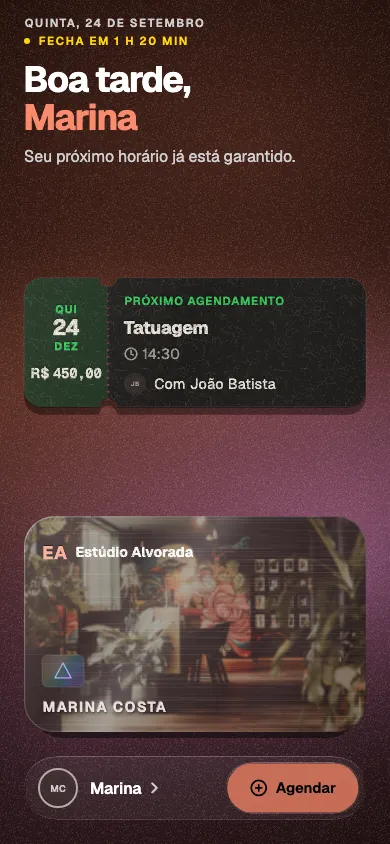 QUINTA, 24 DE SETEMBRO
FECHA EM 1 H 20 MIN
Boa tarde,
Marina
Seu próximo horário já está garantido.
QUI
24
DEZ
R$ 450,00
PRÓXIMO AGENDAMENTO
Tatuagem
14:30
JB
Com João Batista
EA Estúdio Alvorada
MARINA COSTA
MC
Marina
Agendar